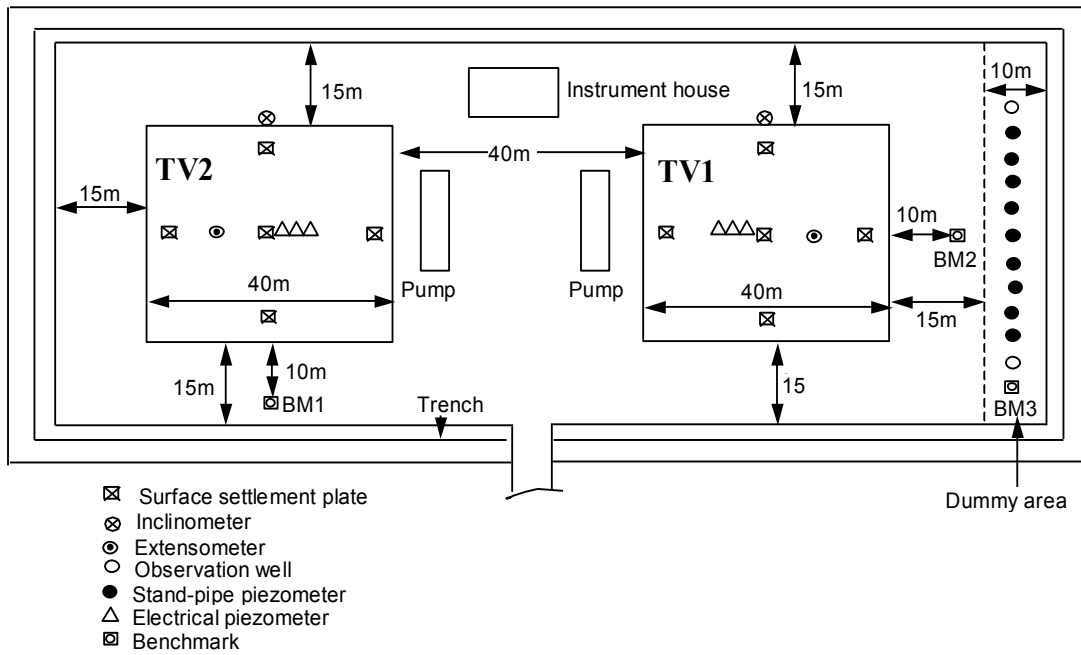 15m
15m
10m
Instrument house
TV2
40m
TV1
15m
10m
BM2
40m
Pump
Pump
40m
15m
15m
10m
15
BM1
Trench
BM3
Surface settlement plate
Dummy area
Inclinometer
Extensometer
Observation well
Stand-pipe piezometer
Electrical piezometer
Benchmark